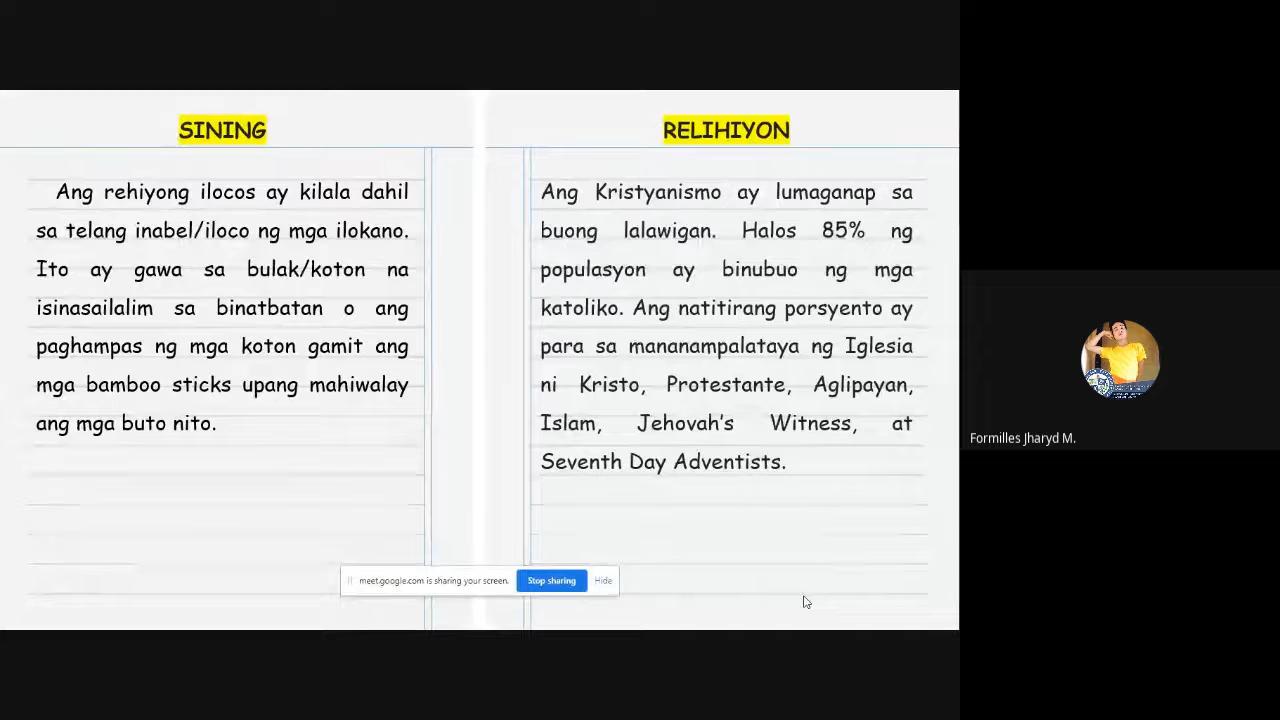 SINING
Ang rehiyong ilocos ay kilala dahil
sa telang inabel/iloco ng mga ilokano.
Ito ay gawa sa bulak/koton na
isinasailalim sa binatbatan o ang
paghampas ng mga koton gamit ang
mga bamboo sticks upang mahiwalay
ang mga buto nito.
RELIHIYON
Ang Kristyanismo ay lumaganap sa
buong lalawigan. Halos 85% ng
populasyon ay binubuo ng mga
katoliko. Ang natitirang porsyento ay
para sa mananampalataya ng Iglesia
ni Kristo, Protestante, Aglipayan,
Islam, Jehovah's Witness, at
Seventh Day Adventists.
meet.google.com is sharing your screen. Stop sharing Hide
Formilles Jharyd M.